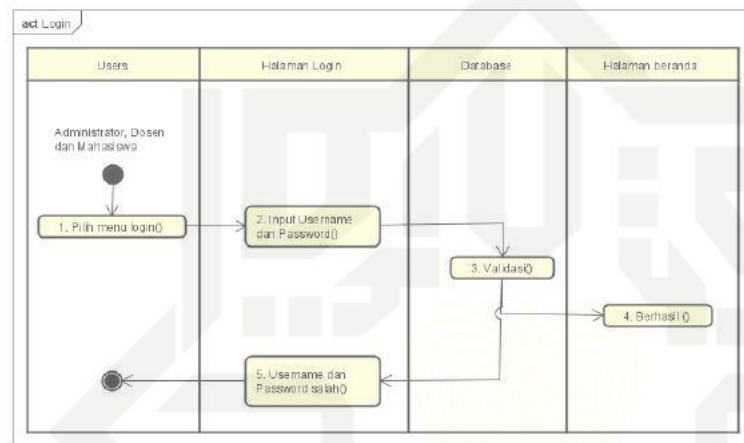 act Login
Users
Halaman Login
Database
Halaman beranda
Administrator, Dosen
dan Mahasiswa
1. Pilih menu login()
2. Input Username
dan Password()
3. Validasi()
4. Berhasil ()
5. Username dan
Password salah()